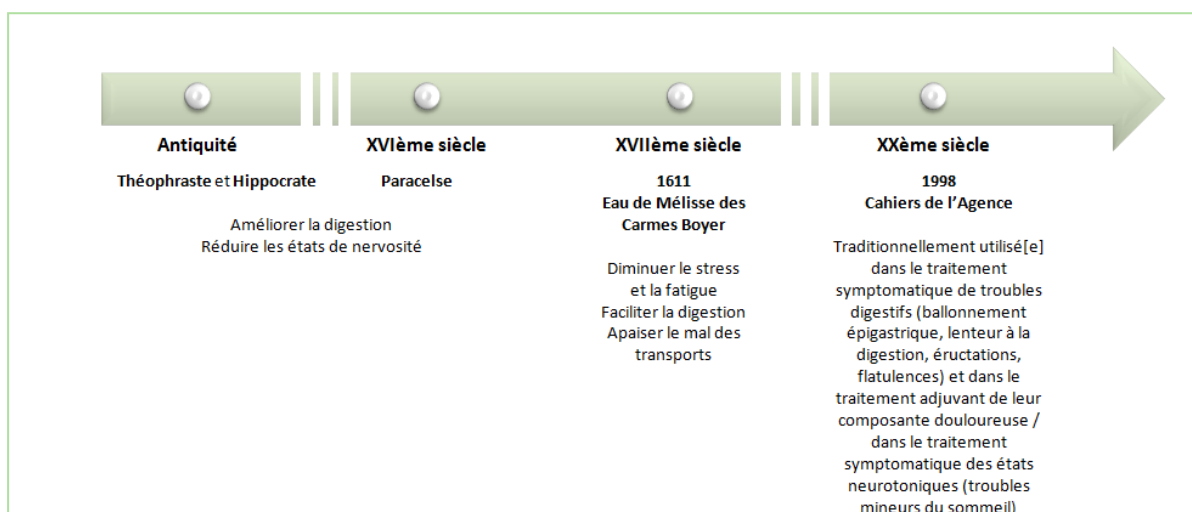 Antiquité
XVIème siècle
XVIIème siècle
XXème siècle
Théophraste et Hippocrate
Paracelse
Améliorer la digestion
Réduire les états de nervosité
1611
Eau de Mélisse des
Carmes Boyer
Diminuer le stress
et la fatigue
Faciliter la digestion
Apaiser le mal des
transports
1998
Cahiers de l’Agence
Traditionnellement utilisé[e]
dans le traitement
symptomatique de troubles
digestifs (ballonnement
épigastrique, lenteur à la
digestion, éructations,
flatulences) et dans le
traitement adjuvant de leur
composante douloureuse /
dans le traitement
symptomatique des états
neurotoniques (troubles
mineurs du sommeil)